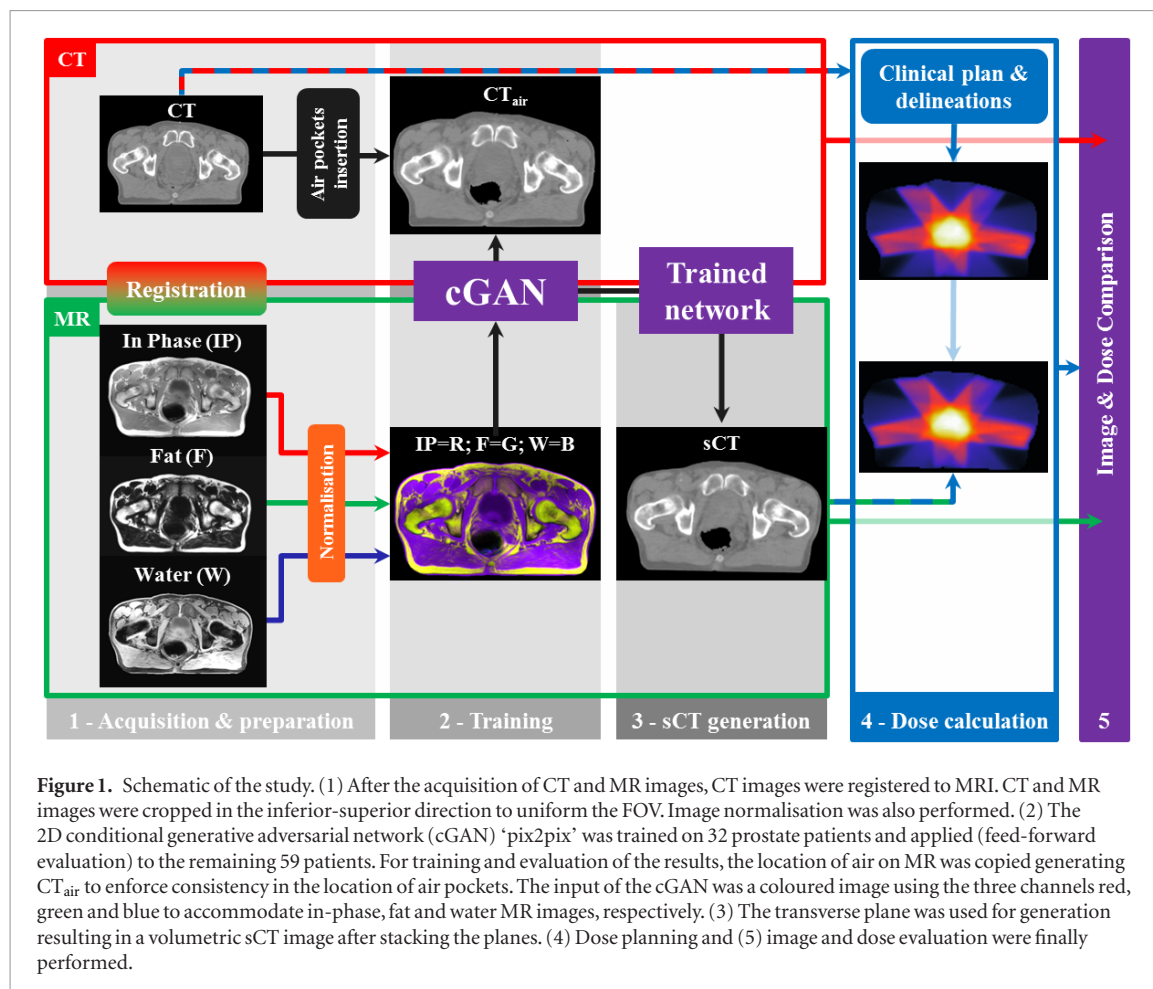 CT
CT
Air pockets
insertion
CTair
Clinical plan &
delineations
Registration
cGAN
Trained
network
MR
In Phase (IP)
Fat (F)
Water (W)
Normalisation
IP=R; F=G; W=B
sCT
Image & Dose Comparison
1 - Acquisition & preparation
2 - Training
3 - sCT generation
4 - Dose calculation
5
Figure 1. Schematic of the study. (1) After the acquisition of CT and MR images, CT images were registered to MRI. CT and MR
images were cropped in the inferior-superior direction to uniform the FOV. Image normalisation was also performed. (2) The
2D conditional generative adversarial network (cGAN) ‘pix2pix’ was trained on 32 prostate patients and applied (feed-forward
evaluation) to the remaining 59 patients. For training and evaluation of the results, the location of air on MR was copied generating
CTair to enforce consistency in the location of air pockets. The input of the cGAN was a coloured image using the three channels red,
green and blue to accommodate in-phase, fat and water MR images, respectively. (3) The transverse plane was used for generation
resulting in a volumetric sCT image after stacking the planes. (4) Dose planning and (5) image and dose evaluation were finally
performed.